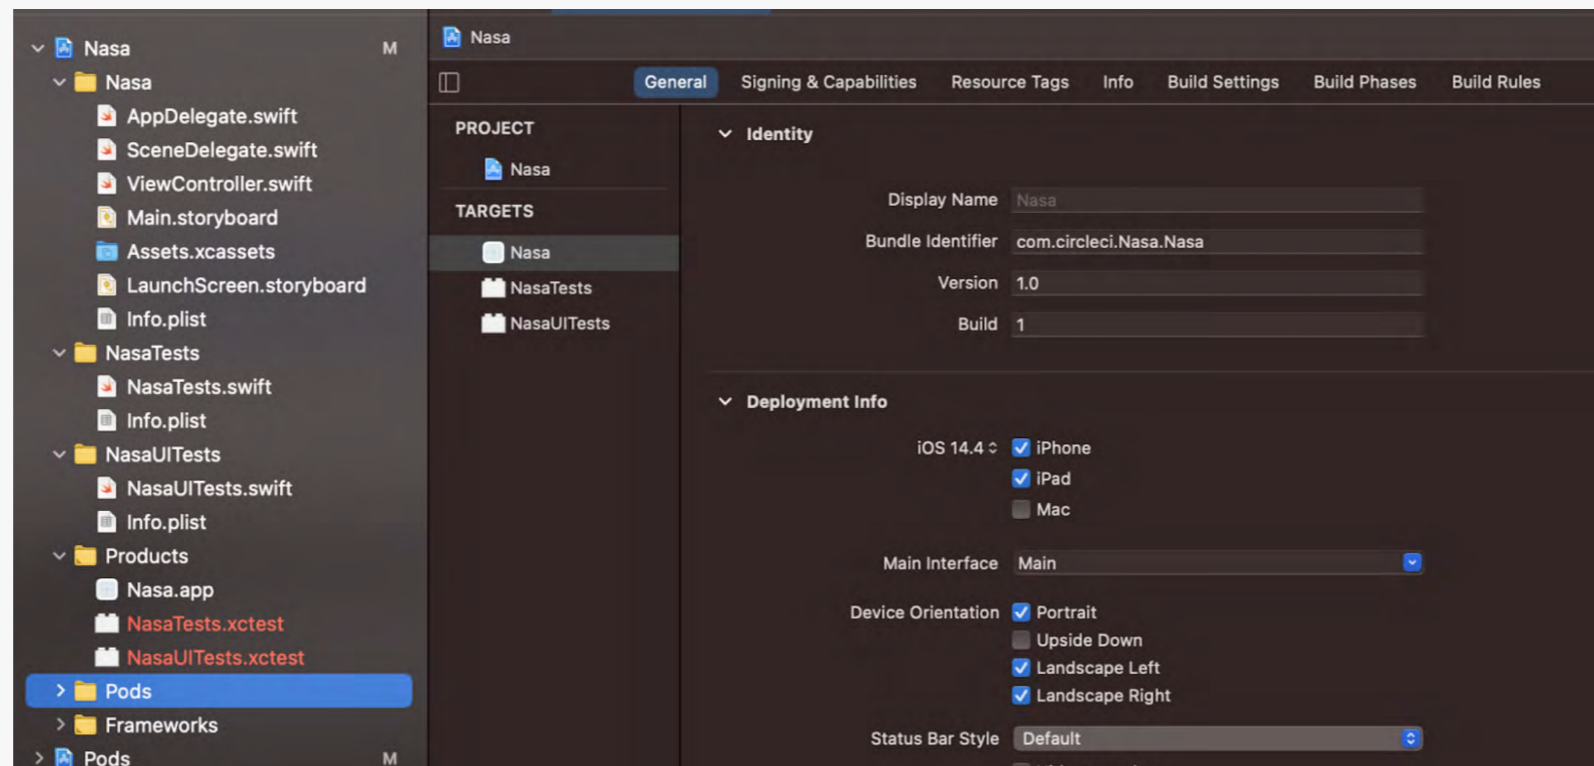 Nasa M
Nasa
AppDelegate.swift
SceneDelegate.swift
ViewController.swift
Main.storyboard
Assets.xcassets
LaunchScreen.storyboard
Info.plist
NasaTests
NasaTests.swift
Info.plist
NasaUITests
NasaUITests.swift
Info.plist
Products
Nasa.app
NasaTests.xctest
NasaUITests.xctest
Pods
Frameworks
Pods M
Nasa
General Signing & Capabilities Resource Tags Info Build Settings Build Phases Build Rules
PROJECT
Nasa
TARGETS
Nasa
NasaTests
NasaUITests
Identity
Display Name Nasa
Bundle Identifier com.circleci.Nasa.Nasa
Version 1.0
Build 1
Deployment Info
iOS 14.4 iPhone
iPad
Mac
Main Interface Main
Device Orientation Portrait
Upside Down
Landscape Left
Landscape Right
Status Bar Style Default